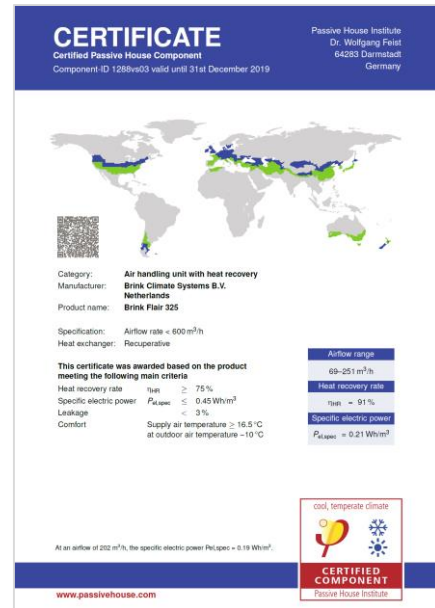 CERTIFICATE
Certified Passive House Component
Component-ID 1288vs03 valid until 31st December 2019
Passive House Institute
Dr. Wolfgang Feist
64283 Darmstadt
Germany
Category: Air handling unit with heat recovery
Manufacturer: Brink Climate Systems B.V.
Netherlands
Product name: Brink Flair 325
Specification: Airflow rate < 600 m³/h
Heat exchanger: Recuperative
This certificate was awarded based on the product
meeting the following main criteria
Heat recovery rate ηHR ≥ 75 %
Specific electric power Pel,spec ≤ 0.45 Wh/m³
Leakage < 3 %
Comfort Supply air temperature ≥ 16.5 °C
at outdoor air temperature −10 °C
Airflow range
69–251 m³/h
Heat recovery rate
ηHR = 91 %
Specific electric power
Pel,spec = 0.21 Wh/m³
At an airflow of 202 m³/h, the specific electric power Pel,spec = 0.19 Wh/m³.
cool, temperate climate
CERTIFIED
COMPONENT
Passive House Institute
www.passivehouse.com